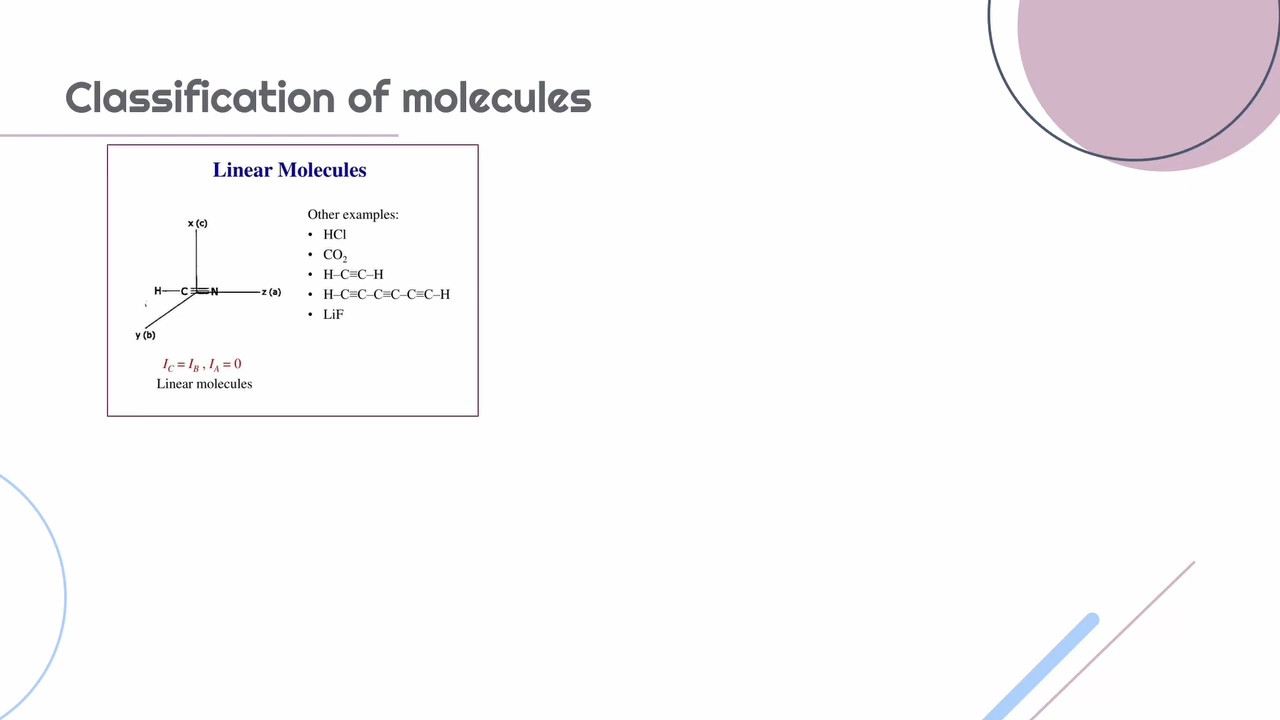 Classification of molecules
Linear Molecules
x (c)
H–C≡N
z (a)
y (b)
I_C = I_B , I_A = 0
Linear molecules
Other examples:
• HCl
• CO₂
• H–C≡C–H
• H–C≡C–C≡C–C≡C–H
• LiF